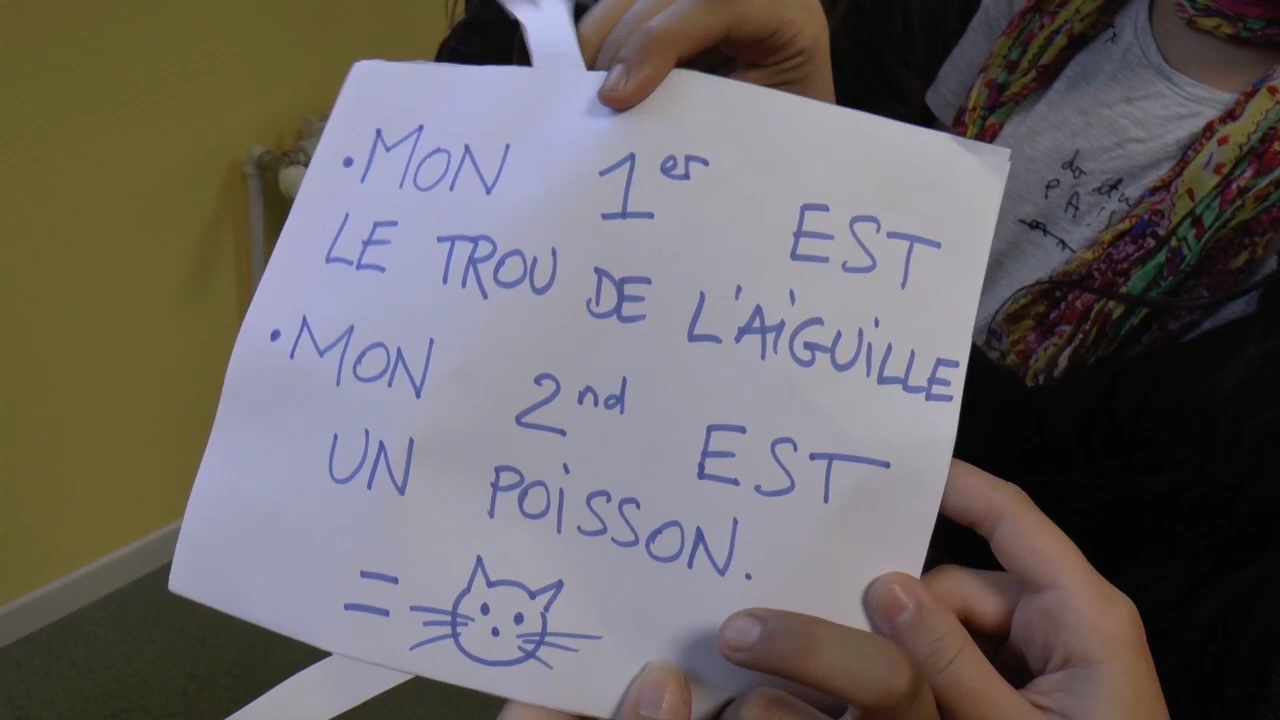 •MON 1er EST
LE TROU DE L'AiGUiLLE
•MON 2nd EST
UN POiSSON.
=